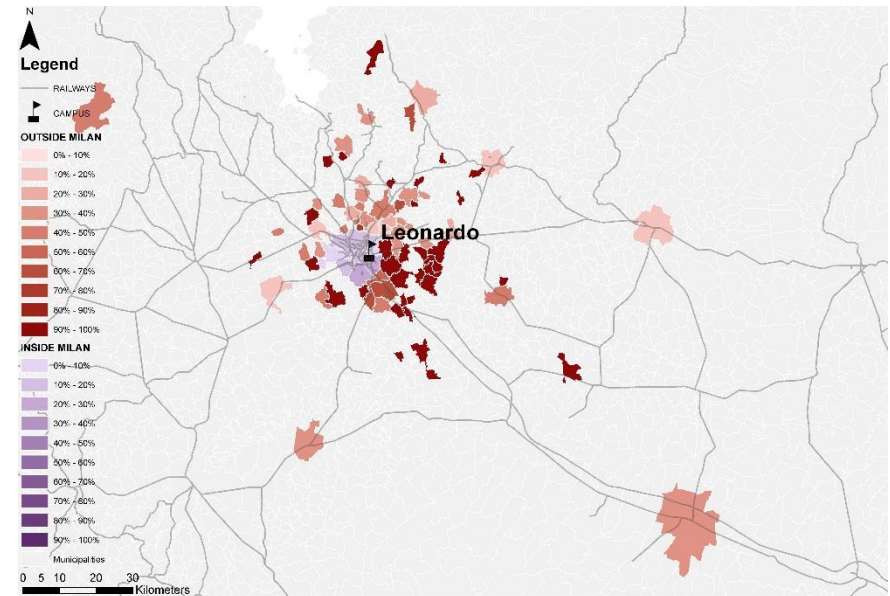 N
Legend
RAILWAYS
CAMPUS
OUTSIDE MILAN
0% - 10%
10% - 20%
20% - 30%
30% - 40%
40% - 50%
50% - 60%
60% - 70%
70% - 80%
80% - 90%
90% - 100%
INSIDE MILAN
0% - 40%
10% - 20%
20% - 30%
30% - 40%
40% - 50%
50% - 60%
60% - 70%
70% - 80%
80% - 90%
90% - 100%
Municipalities
0 5 10 20 30
Kilometers
Leonardo